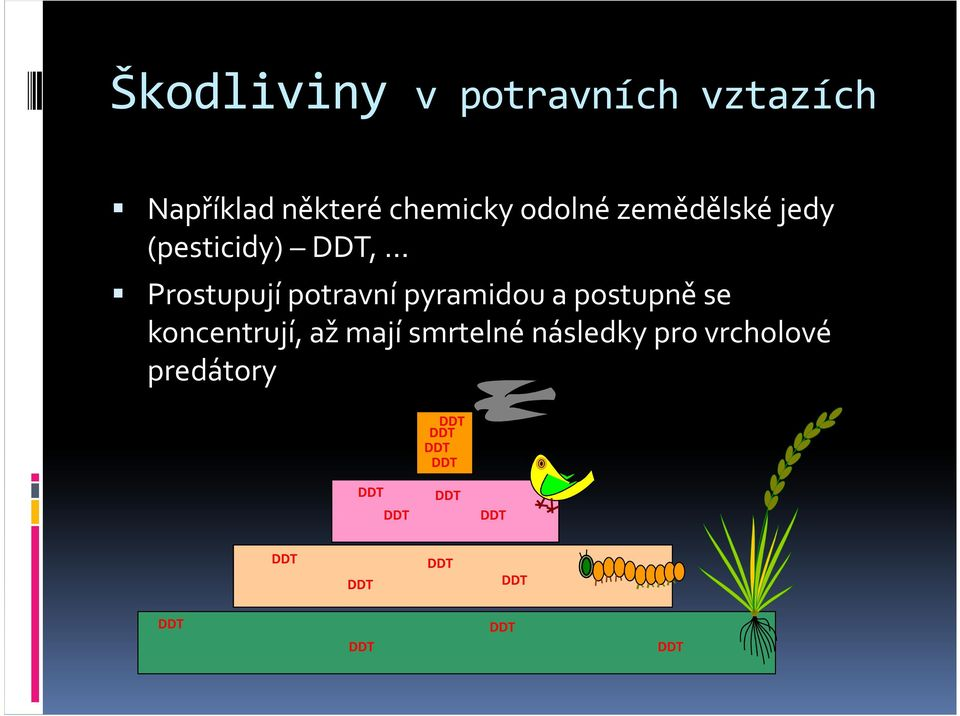 Škodliviny v potravních vztazích
Například některé chemicky odolné zemědělské jedy
(pesticidy) – DDT, ...
Prostupují potravní pyramidou a postupně se
koncentrují, až mají smrtelné následky pro vrcholové
predátory
DDT
DDT
DDT
DDT
DDT DDT
DDT DDT
DDT DDT
DDT DDT
DDT DDT
DDT DDT